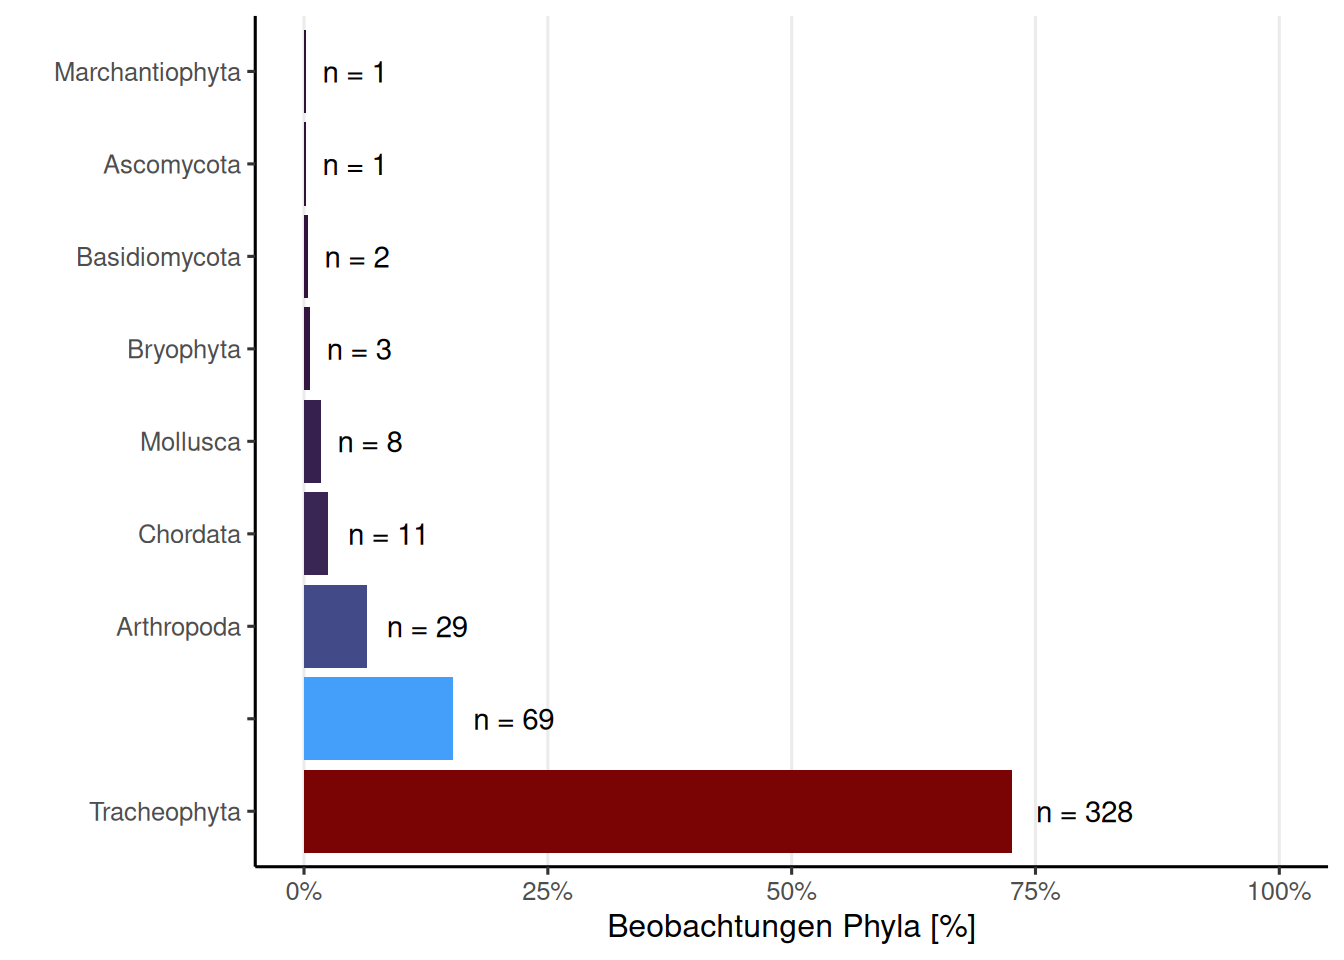 Marchantiophyta n = 1
Ascomycota n = 1
Basidiomycota n = 2
Bryophyta n = 3
Mollusca n = 8
Chordata n = 11
Arthropoda n = 29
n = 69
Tracheophyta n = 328
0% 25% 50% 75% 100%
Beobachtungen Phyla [%]